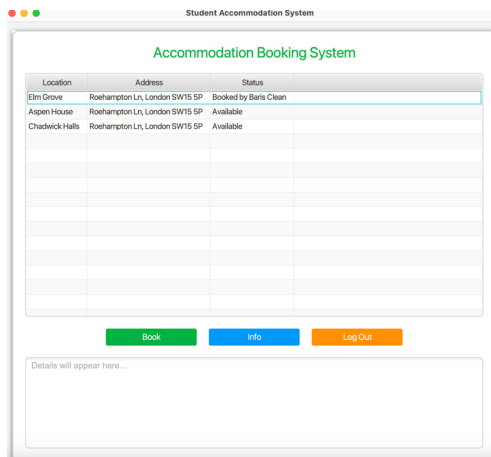 Student Accommodation System
Accommodation Booking System
Location Address Status
Elm Grove Roehampton Ln, London SW15 5P Booked by Baris Clean
Aspen House Roehampton Ln, London SW15 5P Available
Chadwick Halls Roehampton Ln, London SW15 5P Available
Book Info Log Out
Details will appear here...